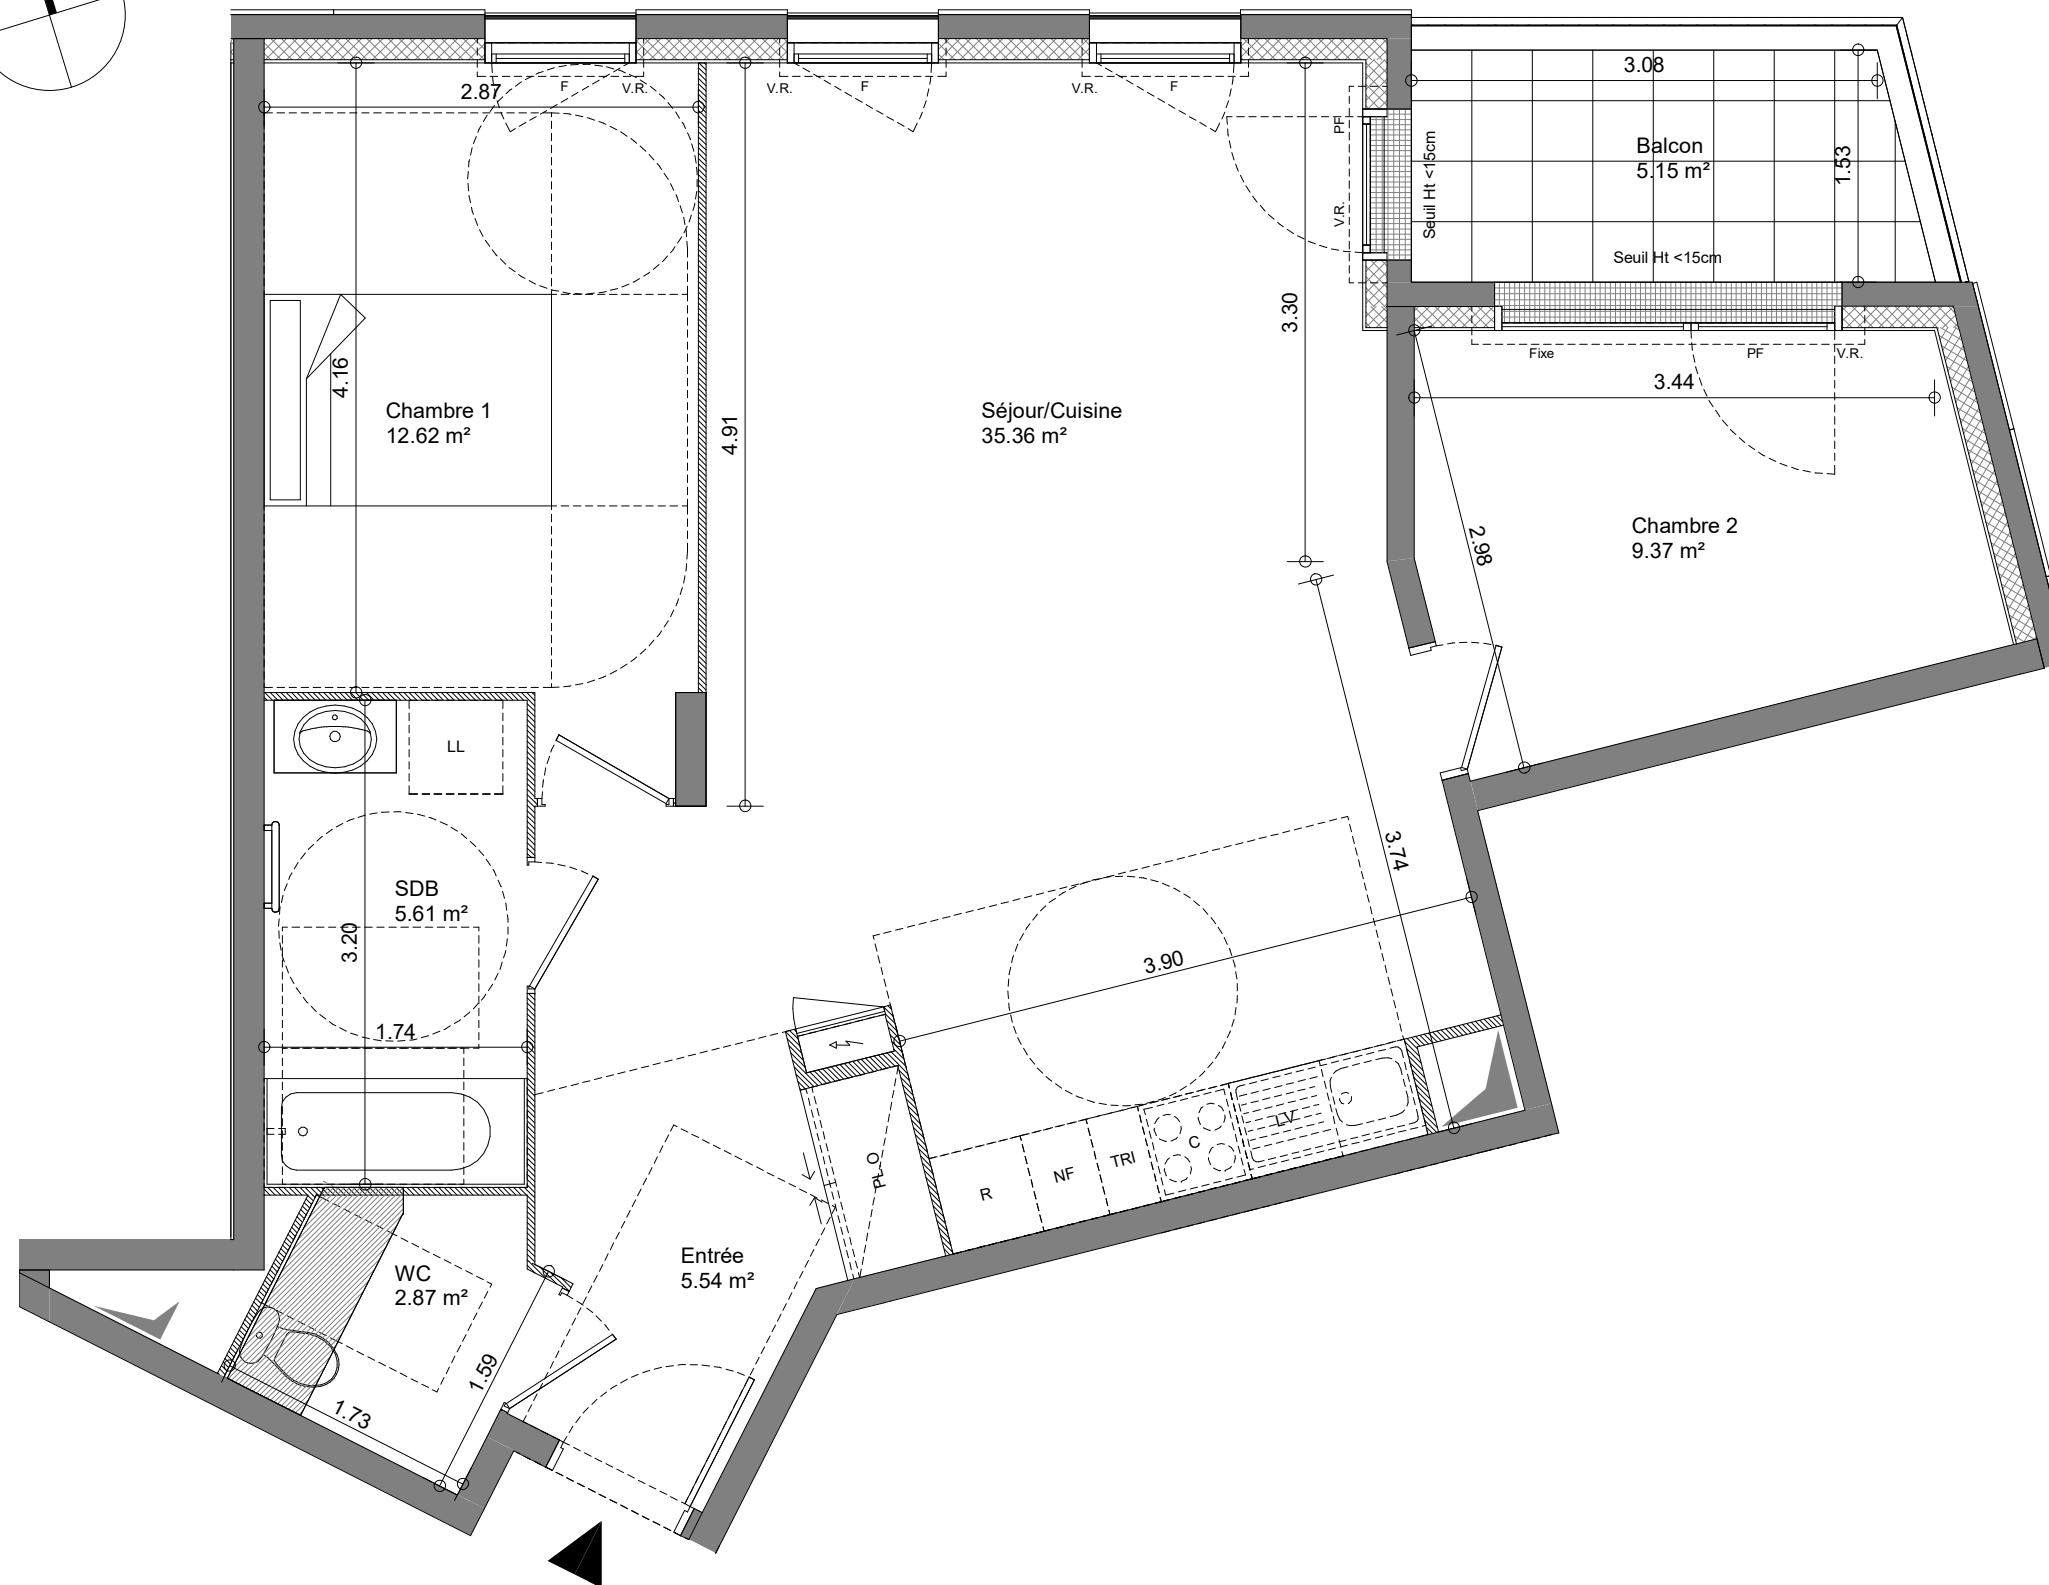 3.08
2.87
F
V.R.
V.R.
F
V.R.
F
PF
V.R.
Seuil Ht <15cm
Balcon
5.15 m²
1.53
Seuil Ht <15cm
3.30
Fixe
PF
V.R.
3.44
4.16
Chambre 1
12.62 m²
4.91
Séjour/Cuisine
35.36 m²
2.98
Chambre 2
9.37 m²
LL
3.74
SDB
5.61 m²
3.20
3.90
1.74
LV
C
TRI
NF
R
PLO
Entrée
5.54 m²
WC
2.87 m²
1.59
1.73